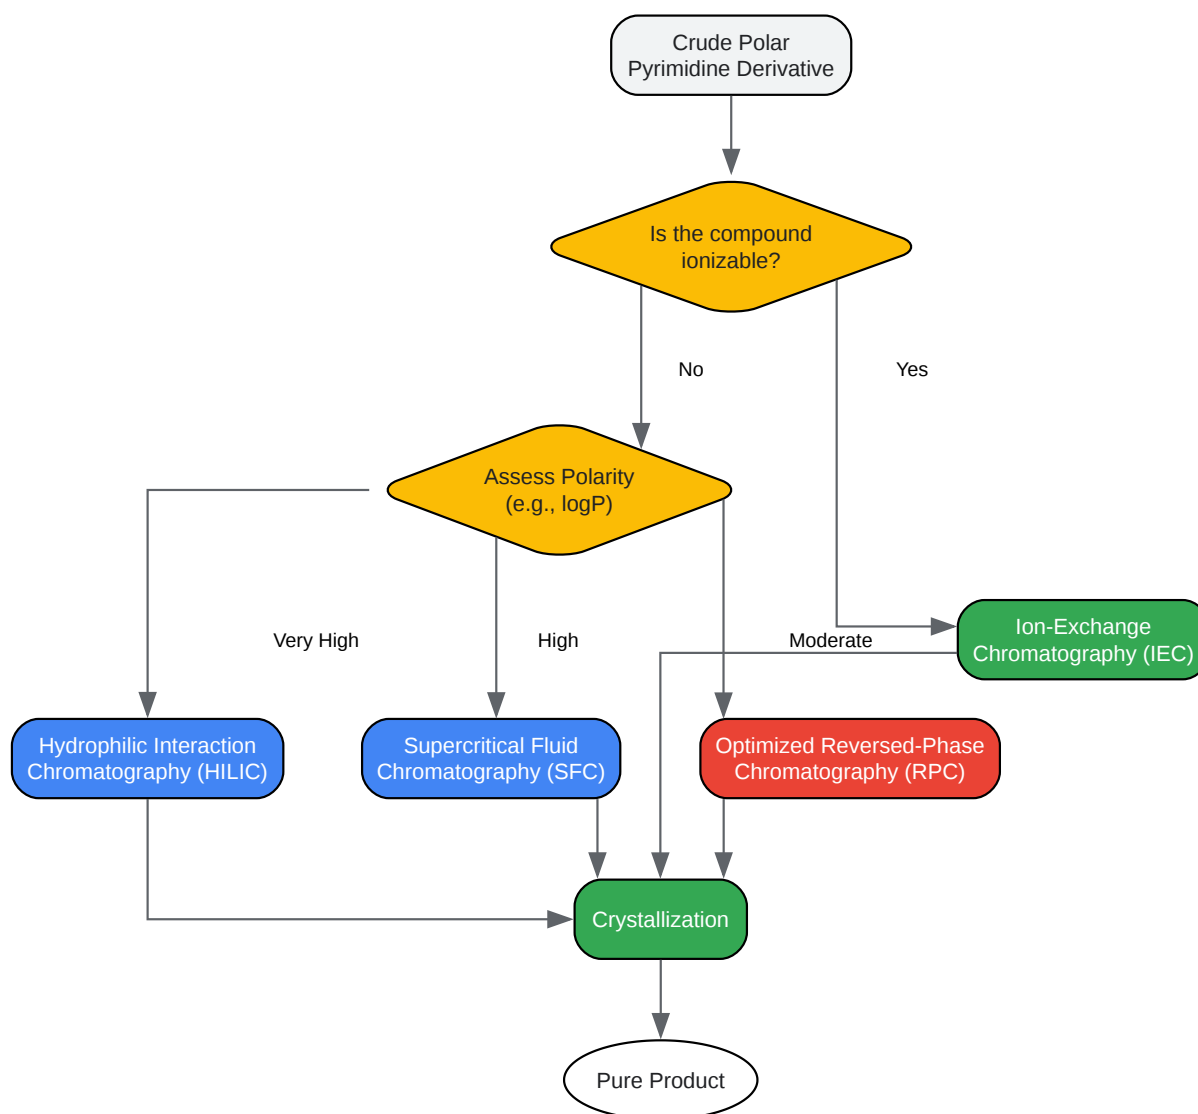 Crude Polar
Pyrimidine Derivative
Is the compound
ionizable?
No
Yes
Assess Polarity
(e.g., logP)
Very High
High
Moderate
Ion-Exchange
Chromatography (IEC)
Hydrophilic Interaction
Chromatography (HILIC)
Supercritical Fluid
Chromatography (SFC)
Optimized Reversed-Phase
Chromatography (RPC)
Crystallization
Pure Product